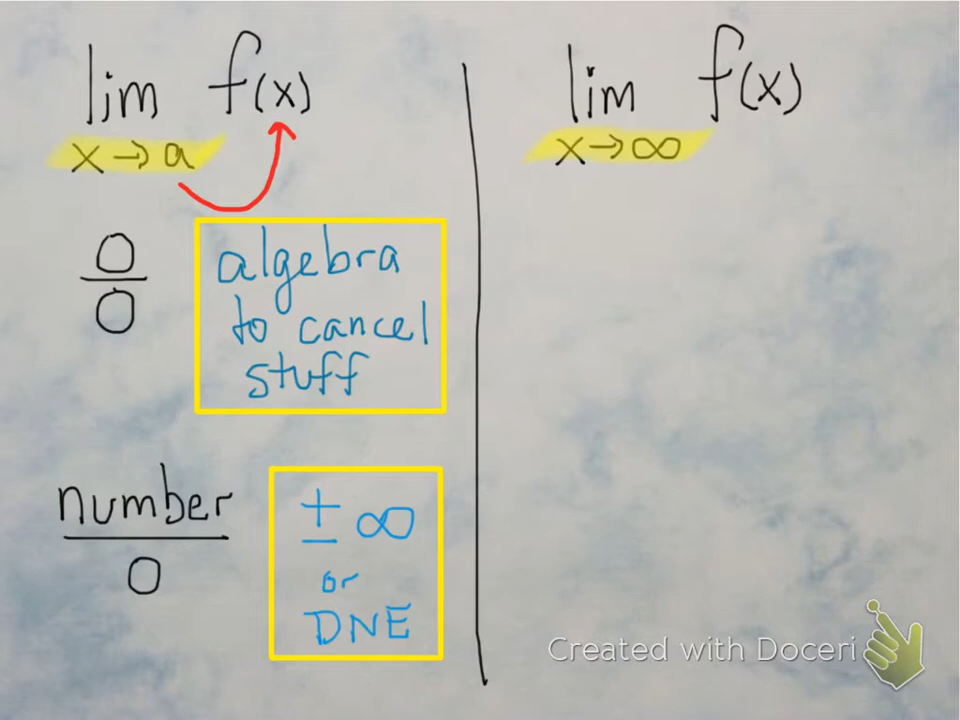 lim f(x)
x→a
0
0
algebra
to cancel
stuff
number
0
± ∞
or
DNE
lim f(x)
x→∞
Created with Doceri